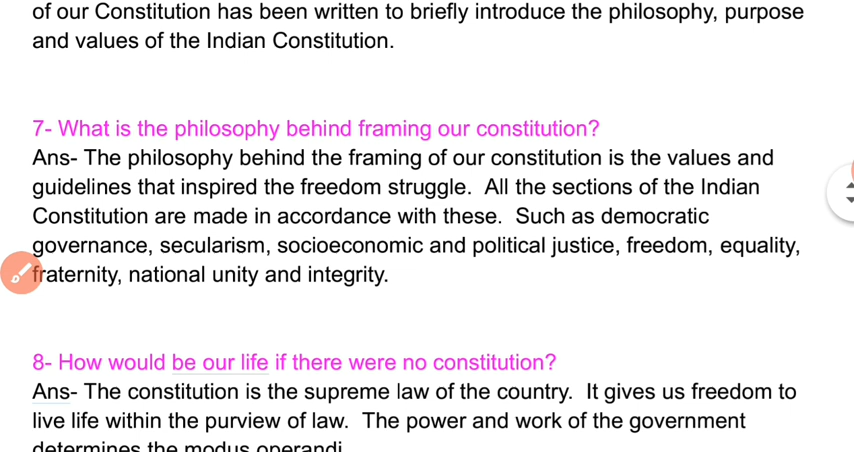 of our Constitution has been written to briefly introduce the philosophy, purpose
and values of the Indian Constitution.
7- What is the philosophy behind framing our constitution?
Ans- The philosophy behind the framing of our constitution is the values and
guidelines that inspired the freedom struggle. All the sections of the Indian
Constitution are made in accordance with these. Such as democratic
governance, secularism, socioeconomic and political justice, freedom, equality,
fraternity, national unity and integrity.
8- How would be our life if there were no constitution?
Ans- The constitution is the supreme law of the country. It gives us freedom to
live life within the purview of law. The power and work of the government
determines the modus operandi